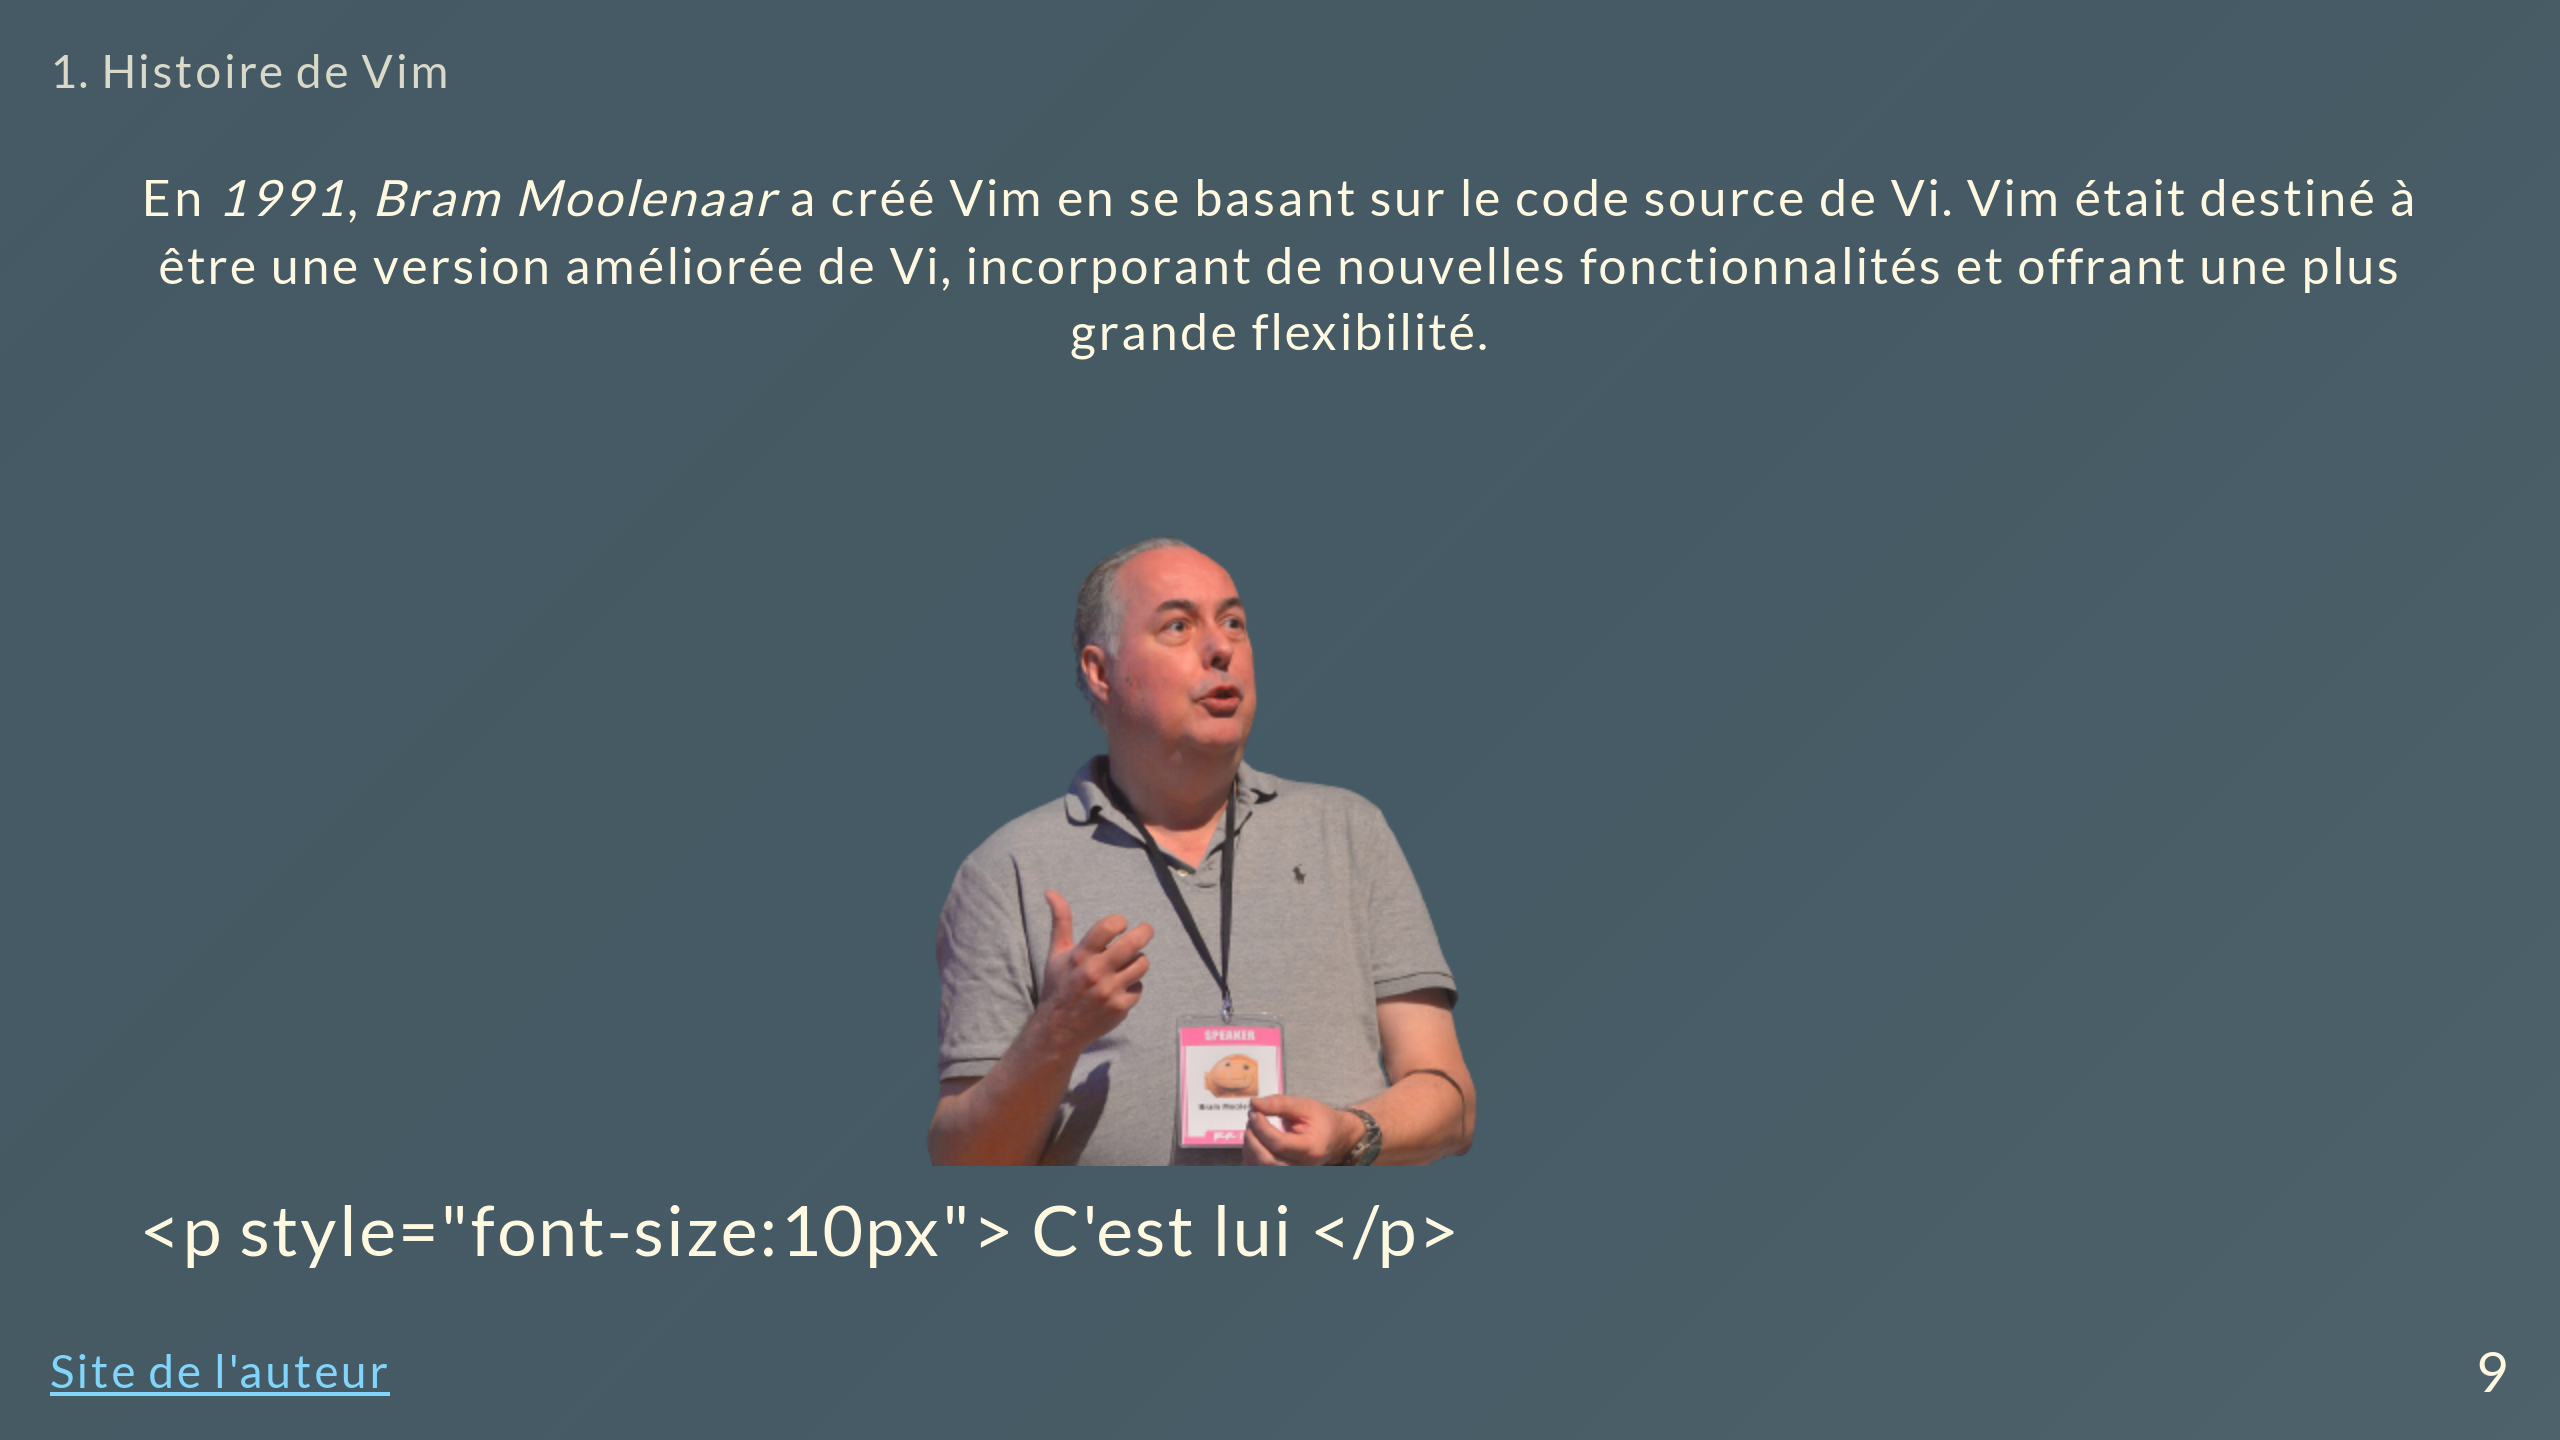 1. Histoire de Vim
En 1991, Bram Moolenaar a créé Vim en se basant sur le code source de Vi. Vim était destiné à
être une version améliorée de Vi, incorporant de nouvelles fonctionnalités et offrant une plus
grande flexibilité.
SPEAKER
Bram
<p style="font-size:10px"> C'est lui </p>
Site de l'auteur
9